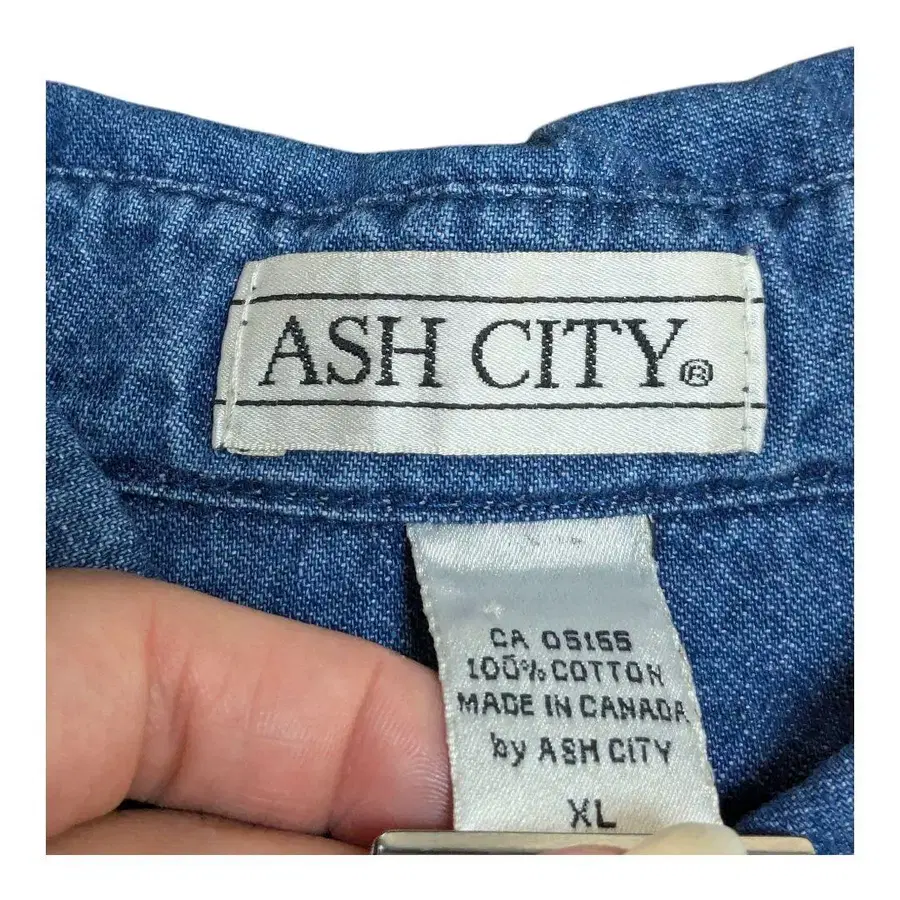 ASH CITY®
CA 05155
100% COTTON
MADE IN CANADA
by ASH CITY
XL